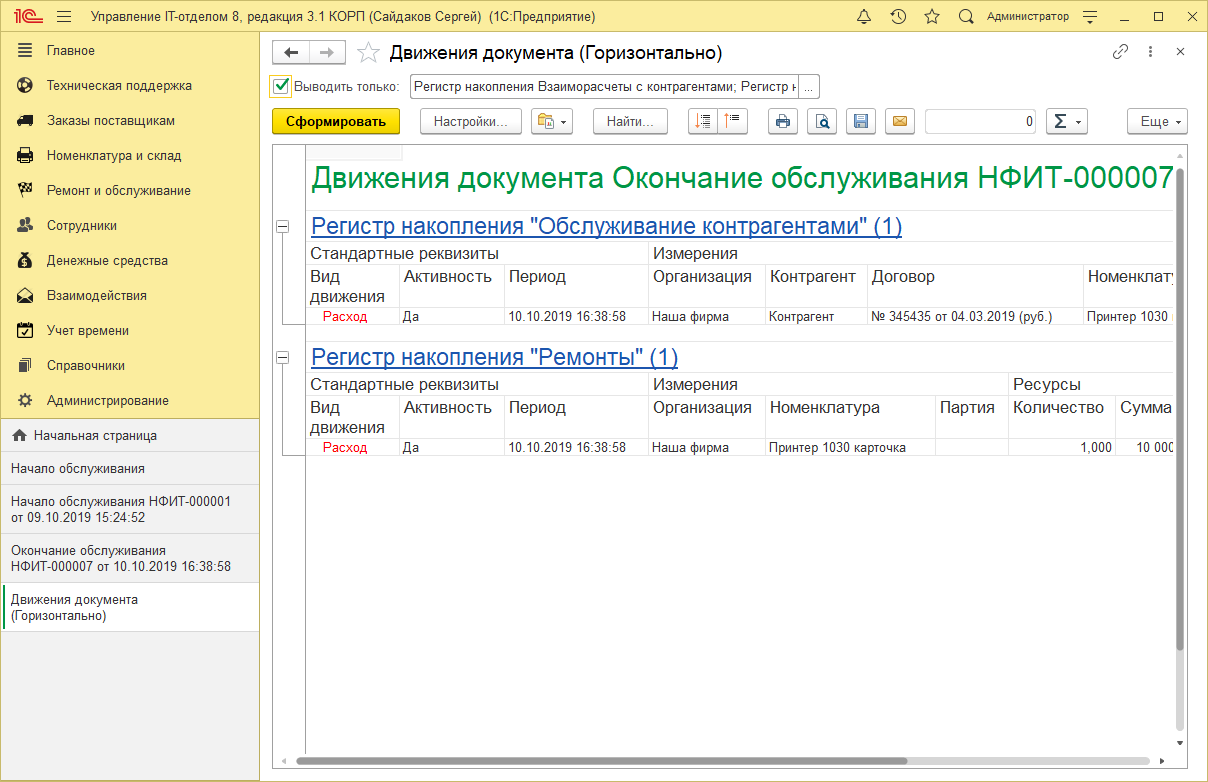 1С Управление IT-отделом 8, редакция 3.1 КОРП (Сайдаков Сергей) (1С:Предприятие) Администратор
Главное
Техническая поддержка
Заказы поставщикам
Номенклатура и склад
Ремонт и обслуживание
Сотрудники
Денежные средства
Взаимодействия
Учет времени
Справочники
Администрирование
Начальная страница
Начало обслуживания
Начало обслуживания НФИТ-000001
от 09.10.2019 15:24:52
Окончание обслуживания
НФИТ-000007 от 10.10.2019 16:38:58
Движения документа
(Горизонтально)
Движения документа (Горизонтально)
Выводить только: Регистр накопления Взаиморасчеты с контрагентами; Регистр н ...
Сформировать Настройки... Найти... 0 Σ Еще
Движения документа Окончание обслуживания НФИТ-000007
Регистр накопления "Обслуживание контрагентами" (1)
Стандартные реквизиты Измерения
Вид движения Активность Период Организация Контрагент Договор Номенклату
Расход Да 10.10.2019 16:38:58 Наша фирма Контрагент № 345435 от 04.03.2019 (руб.) Принтер 1030
Регистр накопления "Ремонты" (1)
Стандартные реквизиты Измерения Ресурсы
Вид движения Активность Период Организация Номенклатура Партия Количество Сумма
Расход Да 10.10.2019 16:38:58 Наша фирма Принтер 1030 карточка 1,000 10 000